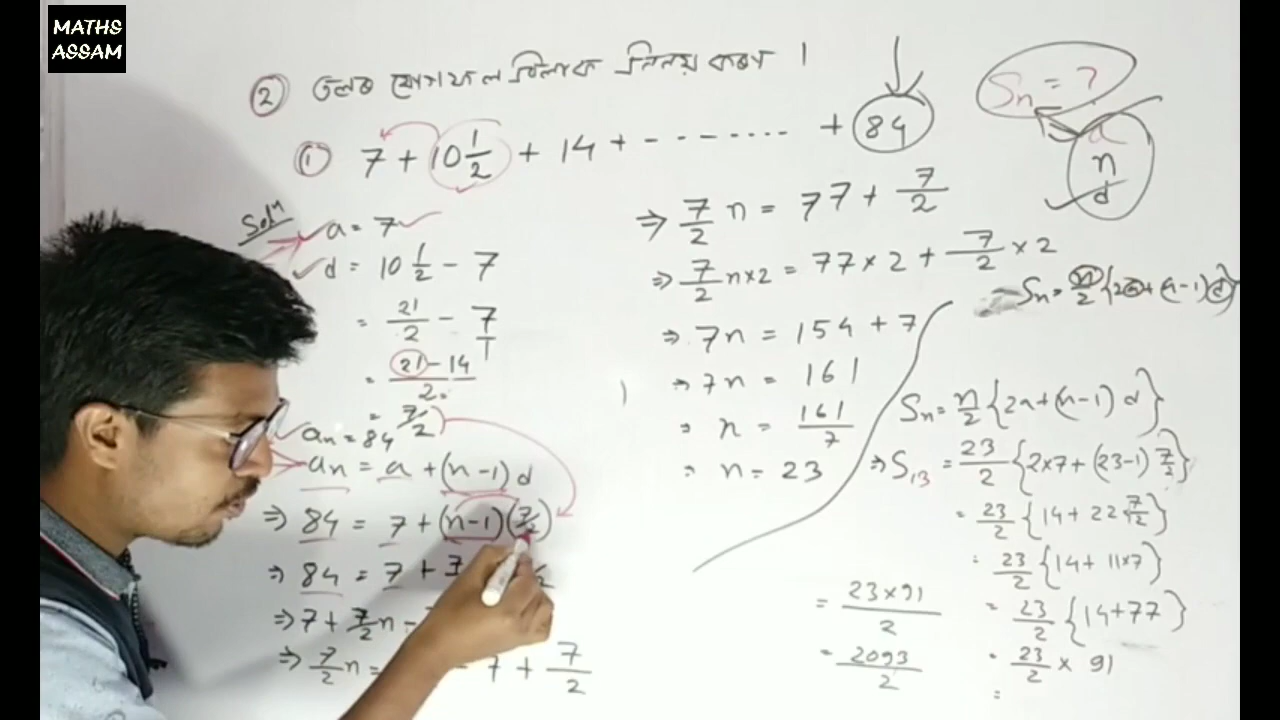 MATHS
ASSAM
② তলৰ যোগফল বিলাক নিৰ্ণয় কৰা ।
① 7 + 10 1/2 + 14 + - - - ..... + 84
Sₙ = ?
a
n
d
Solⁿ
a = 7
d = 10 1/2 - 7
= 21/2 - 7/1
= (21-14)/2
= 7/2
aₙ = 84
aₙ = a + (n-1) d
⇒ 84 = 7 + (n-1)(7/2)
⇒ 84 = 7 +
⇒ 7 + 7/2 n -
⇒ 7/2 n = - 7 + 7/2
⇒ 7/2 n = 77 + 7/2
⇒ 7/2 n×2 = 77×2 + 7/2 ×2
⇒ 7n = 154 + 7
⇒ 7n = 161
n = 161/7
n = 23
Sₙ = n/2 {2a + (n-1) d}
Sₙ = n/2 {2a + (n-1) d}
⇒ S₁₃ = 23/2 {2×7 + (23-1) 7/2}
= 23/2 {14 + 22 7/2}
= 23/2 {14 + 11×7}
= 23/2 {14+77}
= 23/2 × 91
=
= 23×91/2
= 2093/2